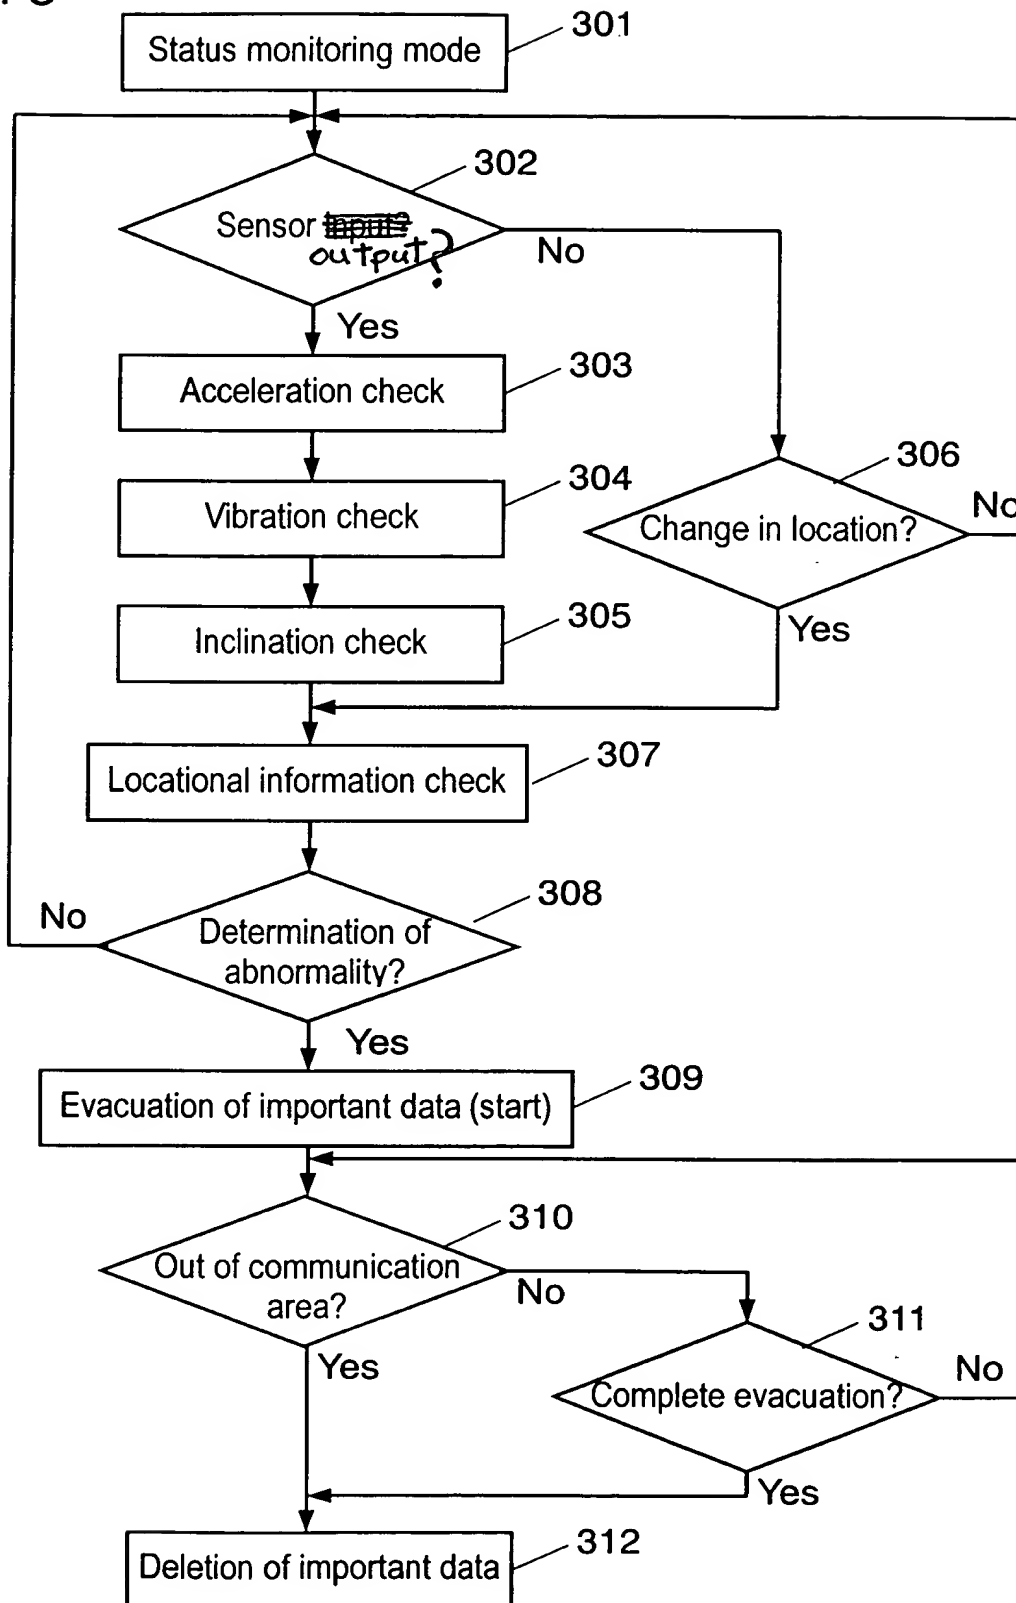 Status monitoring mode
301
302
Sensor input?
output?
No
Yes
Acceleration check
303
306
Vibration check
304
Change in location?
No
Inclination check
305
Yes
Locational information check
307
308
No
Determination of
abnormality?
Yes
Evacuation of important data (start)
309
310
Out of communication
area?
No
311
Yes
Complete evacuation?
No
Yes
Deletion of important data
312